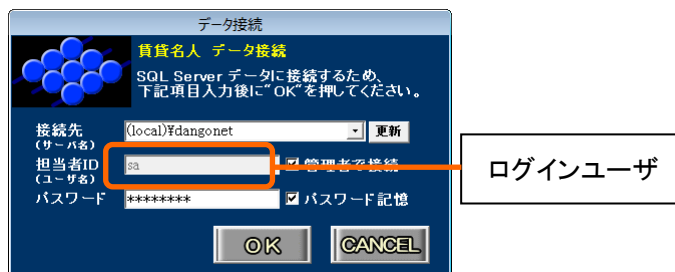 データ接続
賃貸名人 データ接続
SQL Server データに接続するため、
下記項目入力後に"OK"を押してください。
接続先
(local)¥dangonet
更新
(サーバ名)
担当者ID
sa
管理者で接続
(ユーザ名)
パスワード
********
パスワード記憶
OK
CANCEL
ログインユーザ